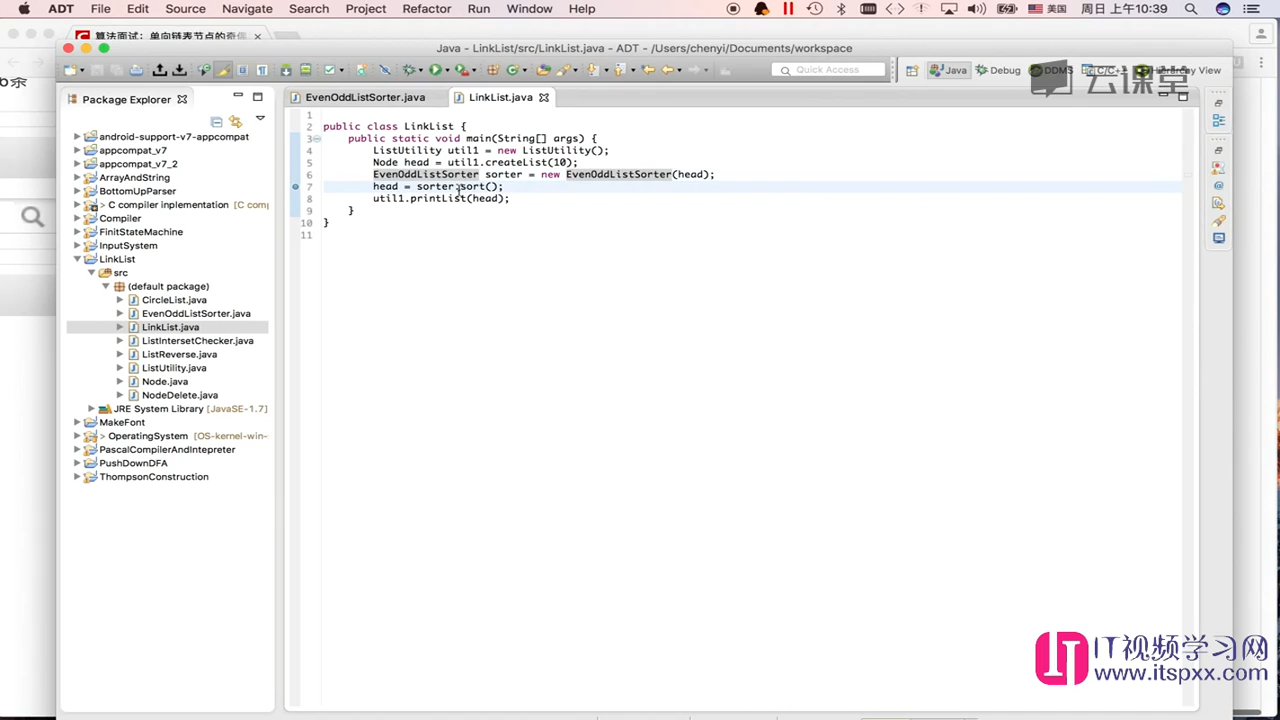 ADT File Edit Source Navigate Search Project Refactor Run Window Help 美国 周日 上午10:39
算法面试：单向链表节点的奇偶
Java - LinkList/src/LinkList.java - ADT - /Users/chenyi/Documents/workspace
Quick Access Java Debug DDMS C/C++ Hierarchy View
云课堂
Package Explorer
EvenOddListSorter.java LinkList.java
android-support-v7-appcompat
appcompat_v7
appcompat_v7_2
ArrayAndString
BottomUpParser
> C compiler inplementation [C comp
Compiler
FinitStateMachine
InputSystem
LinkList
src
(default package)
CircleList.java
EvenOddListSorter.java
LinkList.java
ListIntersetChecker.java
ListReverse.java
ListUtility.java
Node.java
NodeDelete.java
JRE System Library [JavaSE-1.7]
MakeFont
> OperatingSystem [OS-kernel-win-
PascalCompilerAndIntepreter
PushDownDFA
ThompsonConstruction
1
2 public class LinkList {
3 public static void main(String[] args) {
4 ListUtility util1 = new ListUtility();
5 Node head = util1.createList(10);
6 EvenOddListSorter sorter = new EvenOddListSorter(head);
7 head = sorter.sort();
8 util1.printList(head);
9 }
10 }
11
IT IT视频学习网
www.itspxx.com